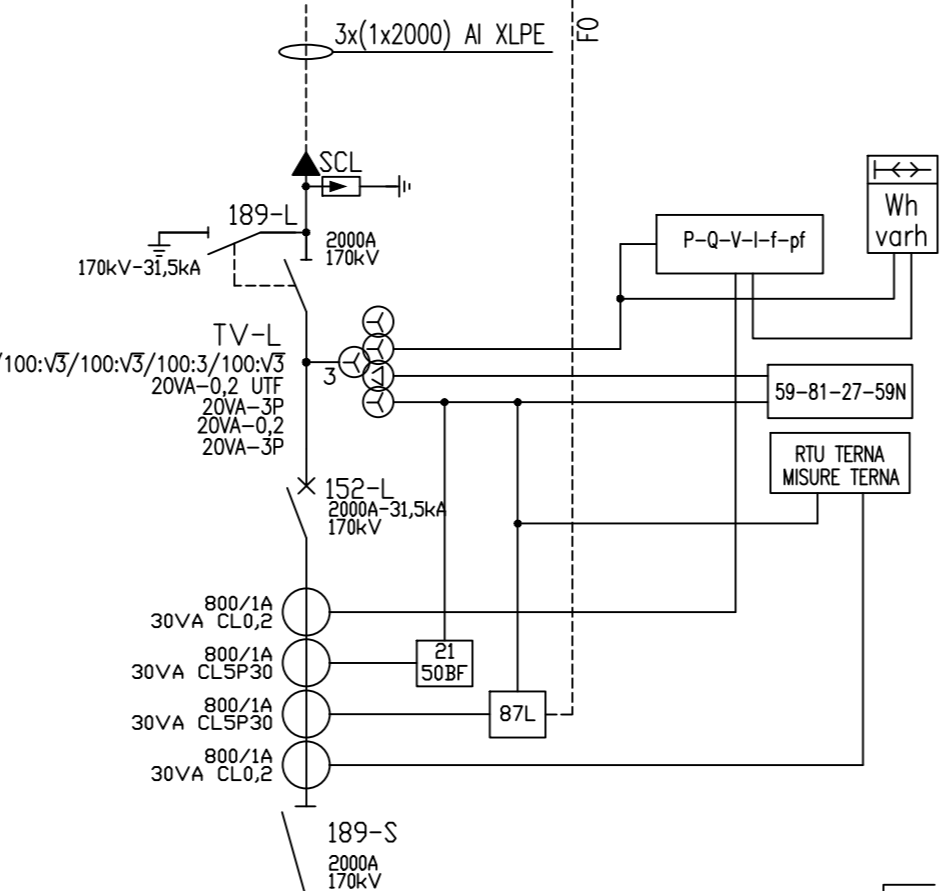 3x(1x2000) Al XLPE
FO
SCL
189-L
2000A
170kV
170kV-31,5kA
P-Q-V-I-f-pf
Wh
varh
TV-L
/100:√3/100:√3/100:3/100:√3
3
20VA-0,2 UTF
20VA-3P
20VA-0,2
20VA-3P
59-81-27-59N
RTU TERNA
MISURE TERNA
152-L
2000A-31,5kA
170kV
800/1A
30VA CL0,2
800/1A
30VA CL5P30
21
50BF
800/1A
30VA CL5P30
87L
800/1A
30VA CL0,2
189-S
2000A
170kV